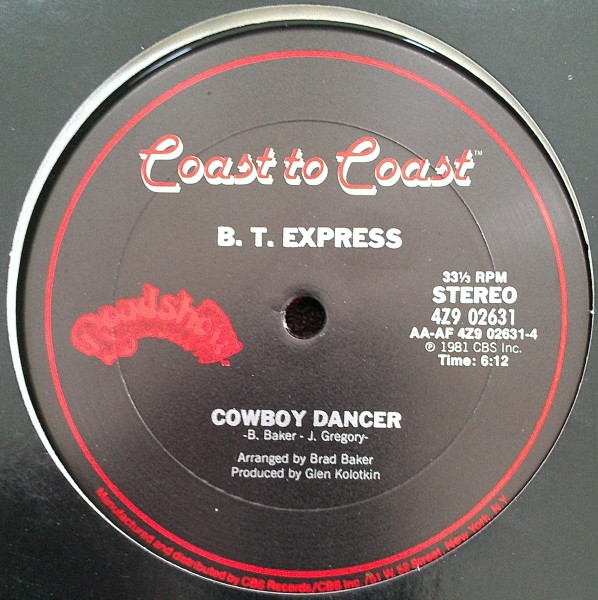 Coast to Coast™
B. T. EXPRESS
33⅓ RPM
STEREO
4Z9 02631
AA-AF 4Z9 02631-4
℗ 1981 CBS Inc.
Time: 6:12
Roadshow
COWBOY DANCER
-B. Baker - J. Gregory-
Arranged by Brad Baker
Produced by Glen Kolotkin
Manufactured and distributed by CBS Records/CBS Inc./51 W 52 Street, New York, N.Y.